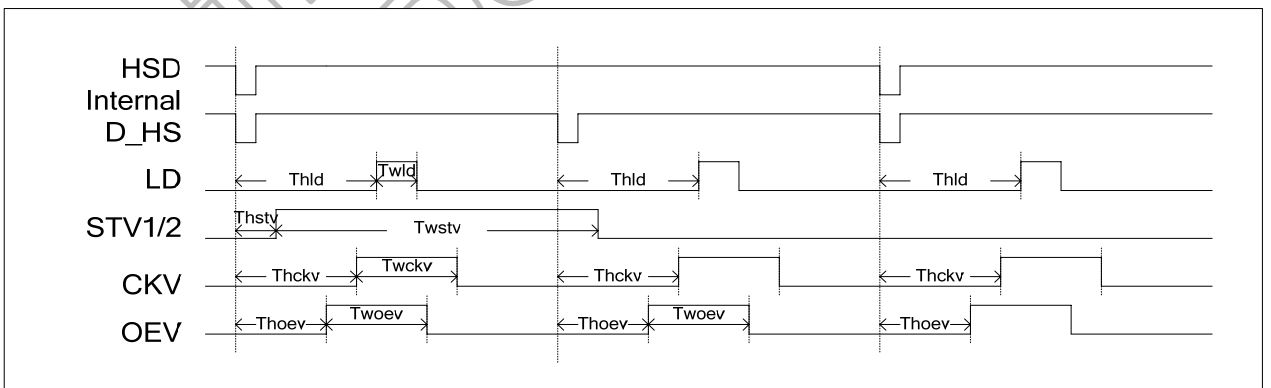 HSD
Internal
D_HS
LD Thld Twld Thld Thld
STV1/2 Thstv Twstv
CKV Thckv Twckv Thckv Thckv
OEV Thoev Twoev Thoev Twoev Thoev